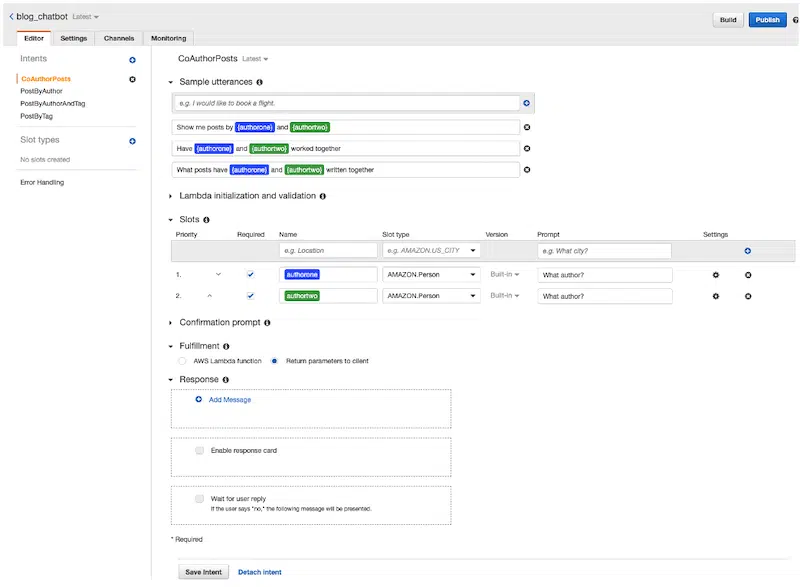 blog_chatbot Latest
Build Publish
Editor Settings Channels Monitoring
Intents
CoAuthorPosts
PostByAuthor
PostByAuthorAndTag
PostByTag
Slot types
No slots created
Error Handling
CoAuthorPosts Latest
Sample utterances
e.g. I would like to book a flight.
Show me posts by {authorone} and {authortwo}
Have {authorone} and {authortwo} worked together
What posts have {authorone} and {authortwo} written together
Lambda initialization and validation
Slots
Priority Required Name Slot type Version Prompt Settings
e.g. Location e.g. AMAZON.US_CITY e.g. What city?
1. authorone AMAZON.Person Built-in What author?
2. authortwo AMAZON.Person Built-in What author?
Confirmation prompt
Fulfillment
AWS Lambda function Return parameters to client
Response
Add Message
Enable response card
Wait for user reply
If the user says "no," the following message will be presented.
* Required
Save Intent Detach intent